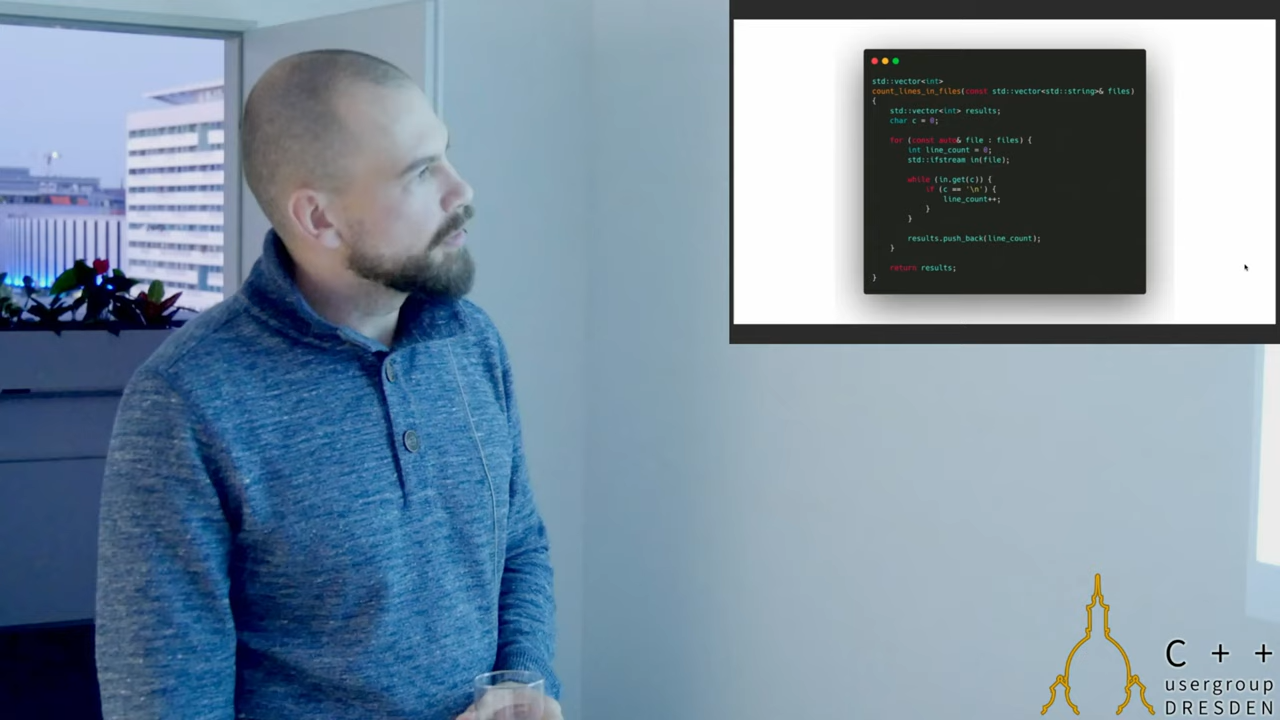 std::vector<int>
count_lines_in_files(const std::vector<std::string>& files)
{
    std::vector<int> results;
    char c = 0;
    for (const auto& file : files) {
        int line_count = 0;
        std::ifstream in(file);
        while (in.get(c)) {
            if (c == '\n') {
                line_count++;
            }
        }
        results.push_back(line_count);
    }
    return results;
}
C + +
usergroup
DRESDEN